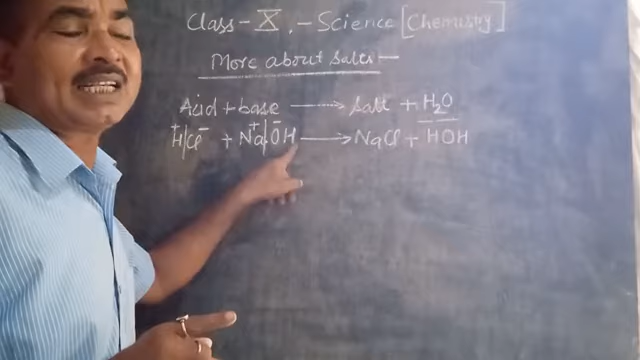 Class - X, - Science [Chemistry]
More about Salts -
Acid + base → Salt + H₂O
H⁺/Cl⁻ + Na⁺/OH⁻ → NaCl + HOH